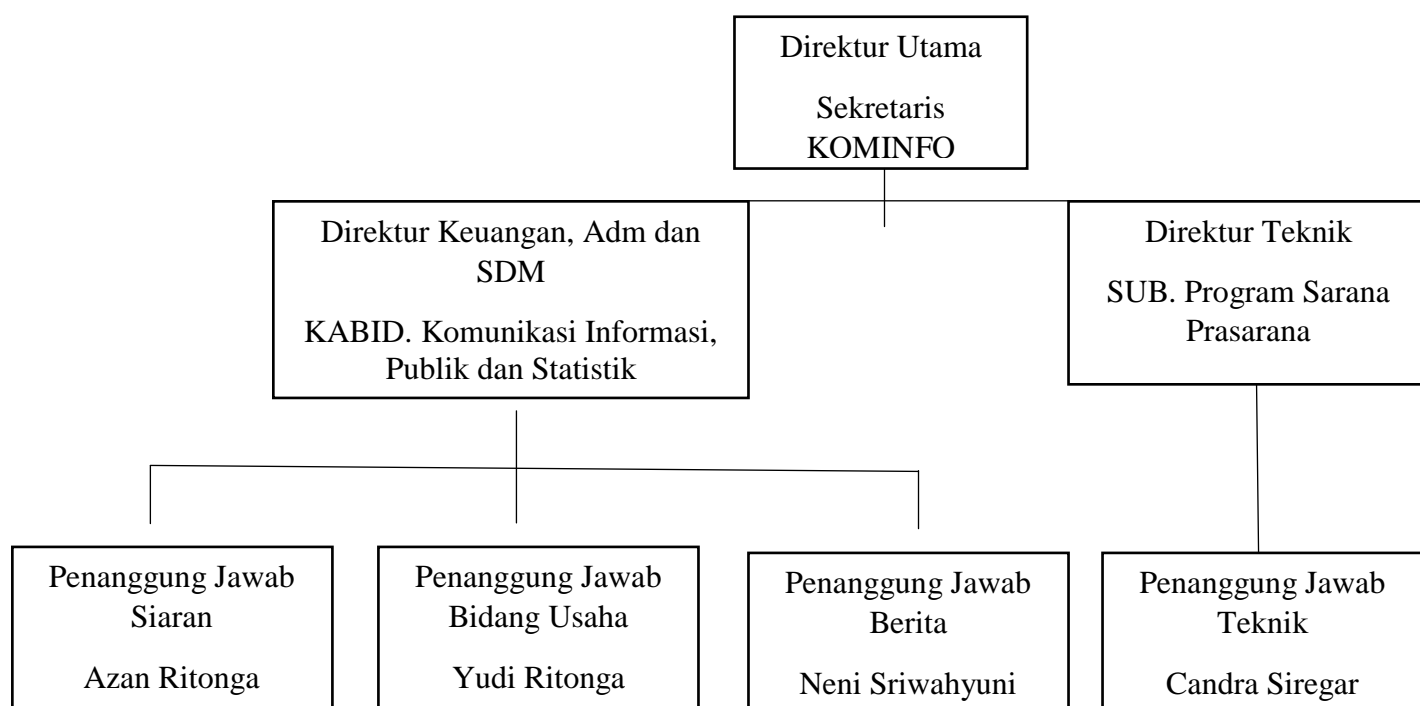 Direktur Utama
Sekretaris
KOMINFO
Direktur Keuangan, Adm dan
SDM
KABID. Komunikasi Informasi,
Publik dan Statistik
Direktur Teknik
SUB. Program Sarana
Prasarana
Penanggung Jawab
Siaran
Azan Ritonga
Penanggung Jawab
Bidang Usaha
Yudi Ritonga
Penanggung Jawab
Berita
Neni Sriwahyuni
Penanggung Jawab
Teknik
Candra Siregar